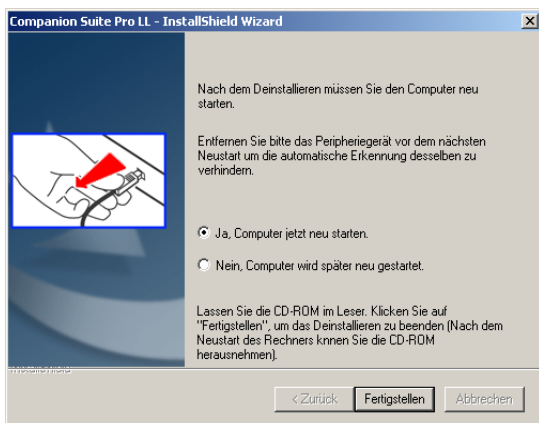 Companion Suite Pro LL - InstallShield Wizard
Nach dem Deinstallieren müssen Sie den Computer neu
starten.
Entfernen Sie bitte das Peripheriegerät vor dem nächsten
Neustart um die automatische Erkennung desselben zu
verhindern.
Ja, Computer jetzt neu starten.
Nein, Computer wird später neu gestartet.
Lassen Sie die CD-ROM im Leser. Klicken Sie auf
"Fertigstellen", um das Deinstallieren zu beenden (Nach dem
Neustart des Rechners knnen Sie die CD-ROM
herausnehmen).
InstallShield
< Zurück
Fertigstellen
Abbrechen